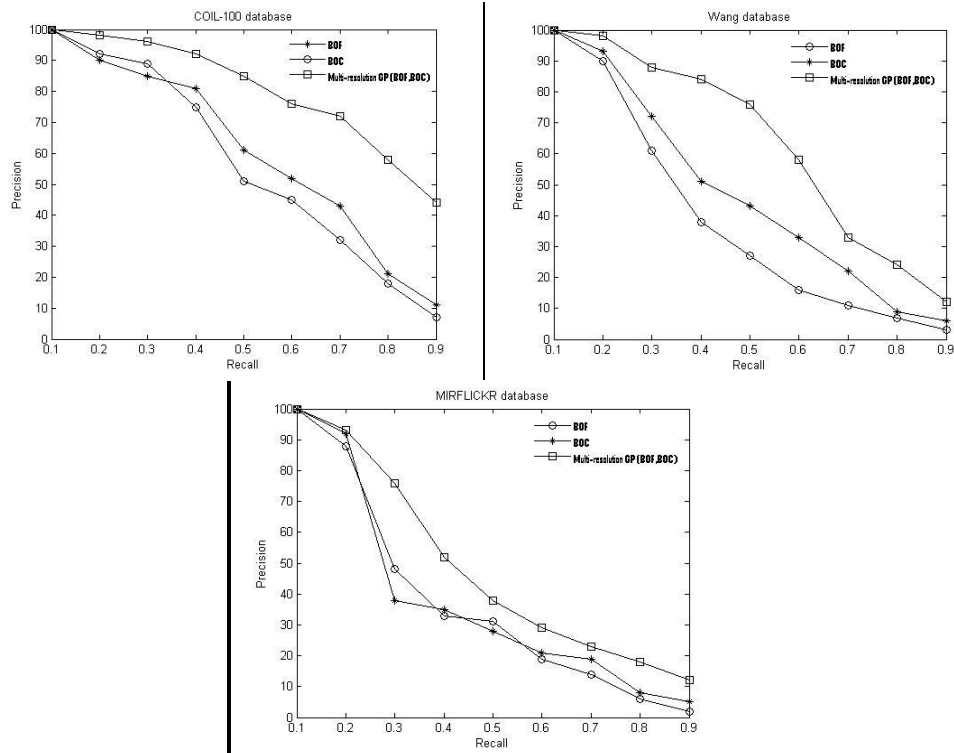 COIL-100 database
Precision
100
90
80
70
60
50
40
30
20
10
0
BOF
BOC
Multi-resolution GP(BOF,BOC)
0.1 0.2 0.3 0.4 0.5 0.6 0.7 0.8 0.9
Recall
Wang database
Precision
100
90
80
70
60
50
40
30
20
10
0
BOF
BOC
Multi-resolution GP(BOF,BOC)
0.1 0.2 0.3 0.4 0.5 0.6 0.7 0.8 0.9
Recall
MIRFLICKR database
Precision
100
90
80
70
60
50
40
30
20
10
0
BOF
BOC
Multi-resolution GP(BOF,BOC)
0.1 0.2 0.3 0.4 0.5 0.6 0.7 0.8 0.9
Recall